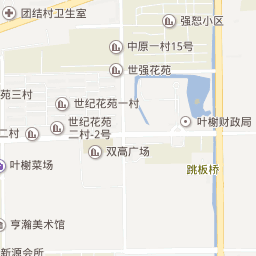 团结村卫生室
强恕小区
中原一村15号
世强花苑
苑三村
世纪花苑一村
世纪花苑
二村-2号
二村
叶榭财政局
双高广场
叶榭菜场
跳板桥
亨瀚美术馆
新源会所